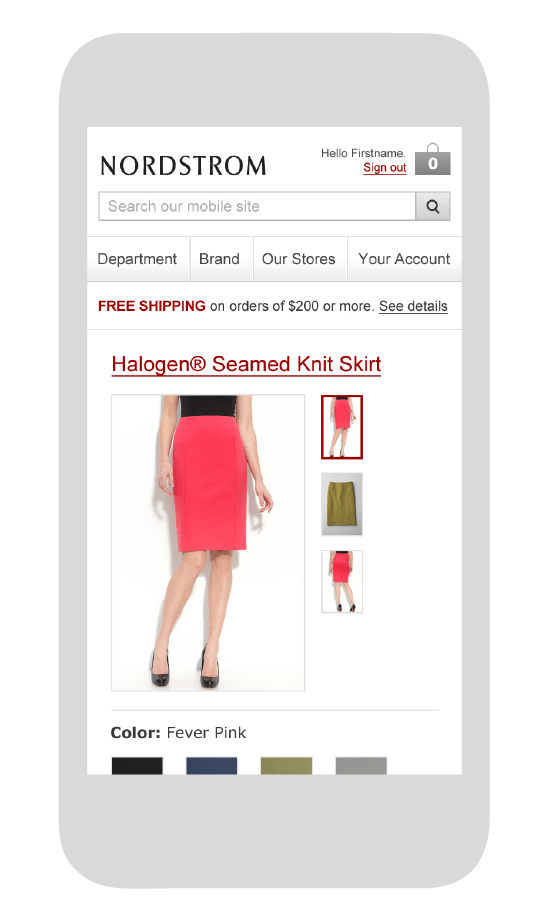 NORDSTROM
Hello Firstname.
Sign out
0
Search our mobile site
Department Brand Our Stores Your Account
FREE SHIPPING on orders of $200 or more. See details
Halogen® Seamed Knit Skirt
Color: Fever Pink